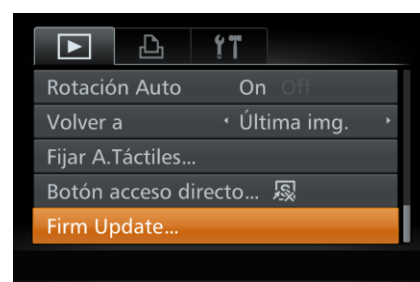 Rotación Auto On Off
Volver a Última img.
Fijar A.Táctiles...
Botón acceso directo...
Firm Update...